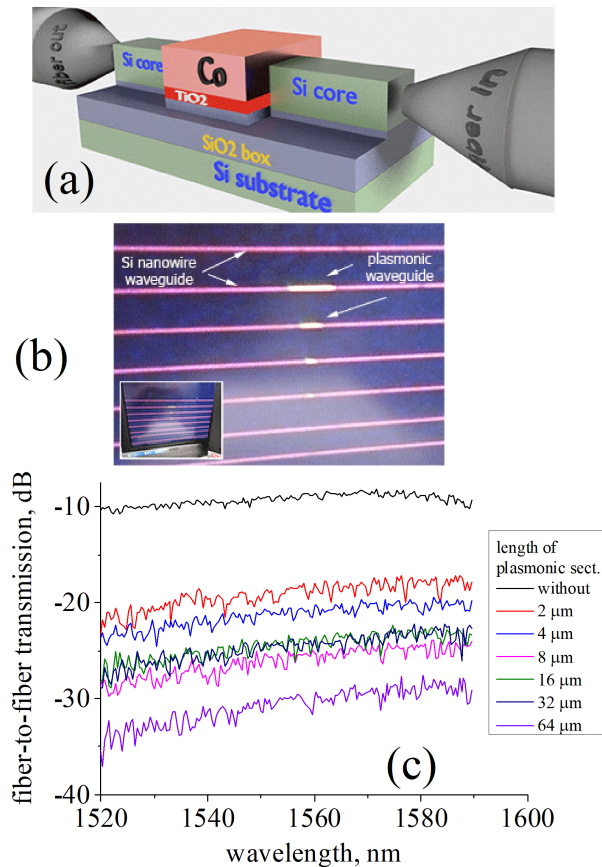 fiber out
Si core
Co
TiO2
Si core
fiber in
SiO2 box
Si substrate
(a)
Si nanowire
waveguide
plasmonic
waveguide
(b)
fiber-to-fiber transmission, dB
-10
-20
-30
-40
1520
1540
1560
1580
1600
wavelength, nm
(c)
length of
plasmonic sect.
without
2 μm
4 μm
8 μm
16 μm
32 μm
64 μm